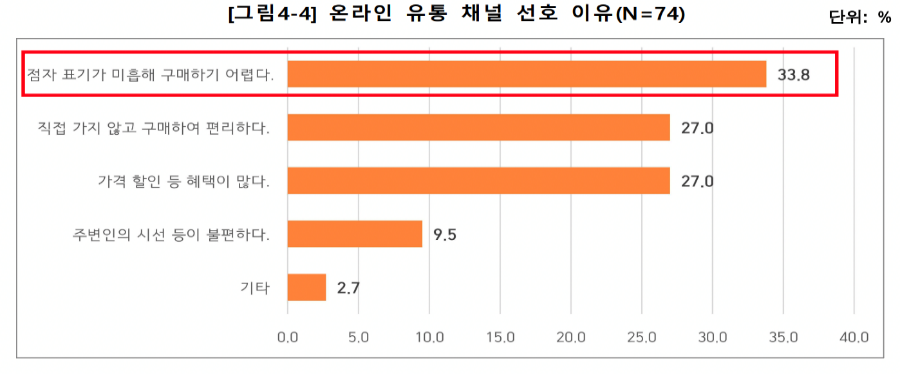 [그림4-4] 온라인 유통 채널 선호 이유(N=74)
단위: %
점자 표기가 미흡해 구매하기 어렵다. 33.8
직접 가지 않고 구매하여 편리하다. 27.0
가격 할인 등 혜택이 많다. 27.0
주변인의 시선 등이 불편하다. 9.5
기타 2.7
0.0 5.0 10.0 15.0 20.0 25.0 30.0 35.0 40.0